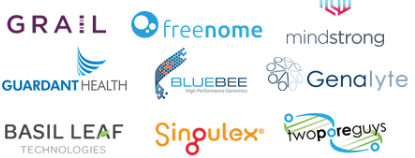 GRAIL
freenome
mindstrong
GUARDANT HEALTH
BLUEBEE
High Performance Genomics
Genalyte
BASIL LEAF
TECHNOLOGIES
Singulex
twoporeguys